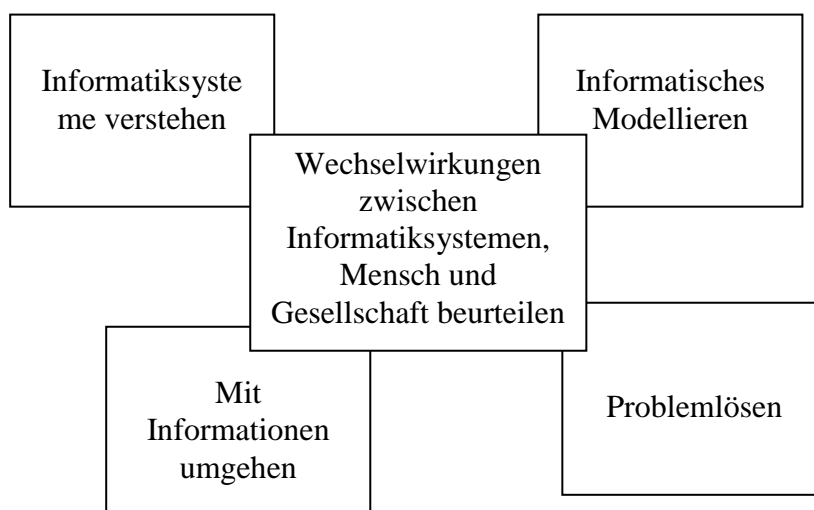 Informatiksyste
me verstehen
Informatisches
Modellieren
Wechselwirkungen
zwischen
Informatiksystemen,
Mensch und
Gesellschaft beurteilen
Mit
Informationen
umgehen
Problemlösen